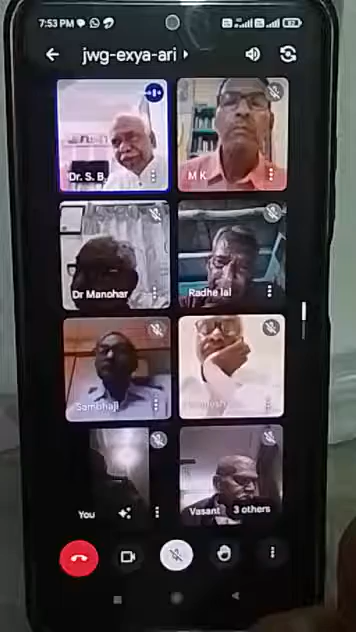 7:53 PM
jwg-exya-ari
Dr. S. B.
M K
Dr Manohar
Radhe lal
Sambhaji
You
Vasant
3 others